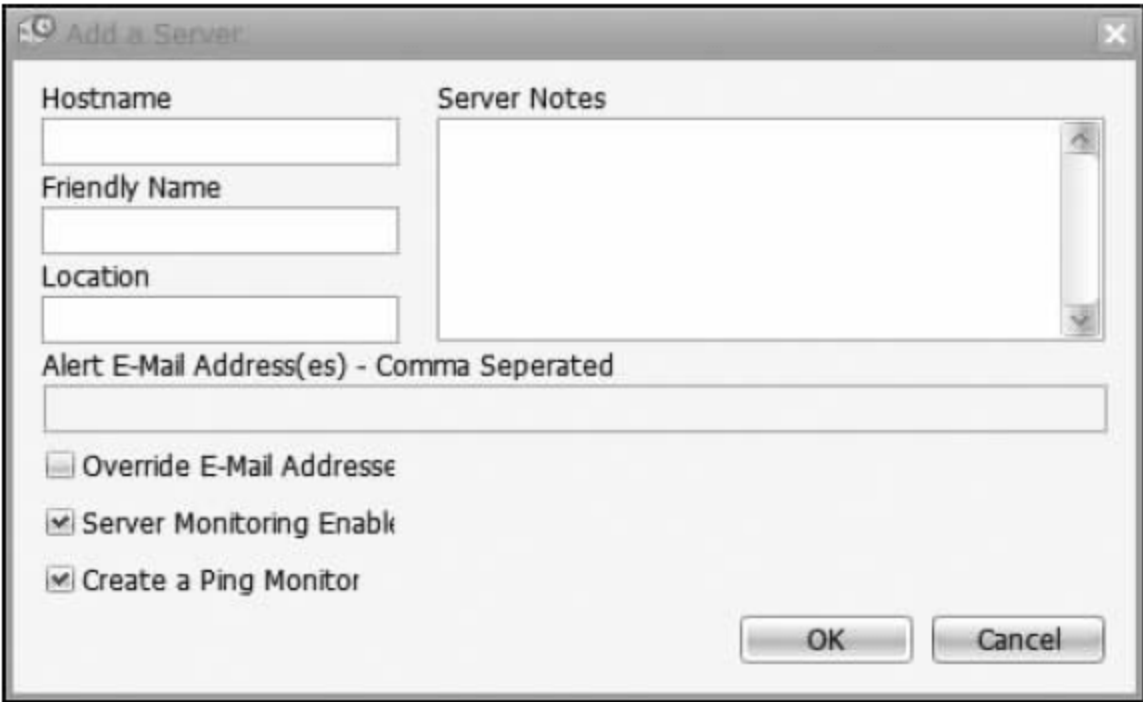 Add a Server
Hostname
Server Notes
Friendly Name
Location
Alert E-Mail Address(es) - Comma Seperated
Override E-Mail Addresse
Server Monitoring Enable
Create a Ping Monitor
OK
Cancel